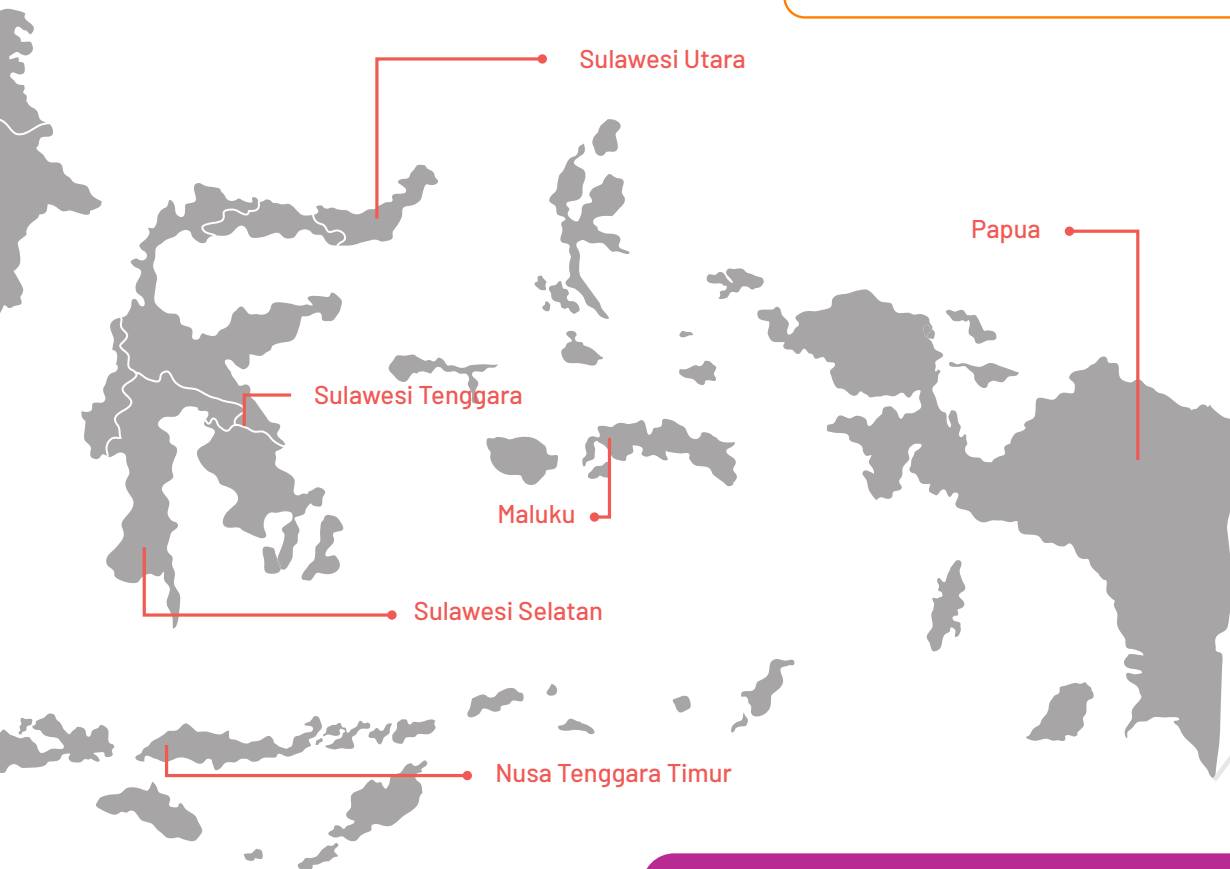 Sulawesi Utara
Papua
Sulawesi Tenggara
Maluku
Sulawesi Selatan
Nusa Tenggara Timur